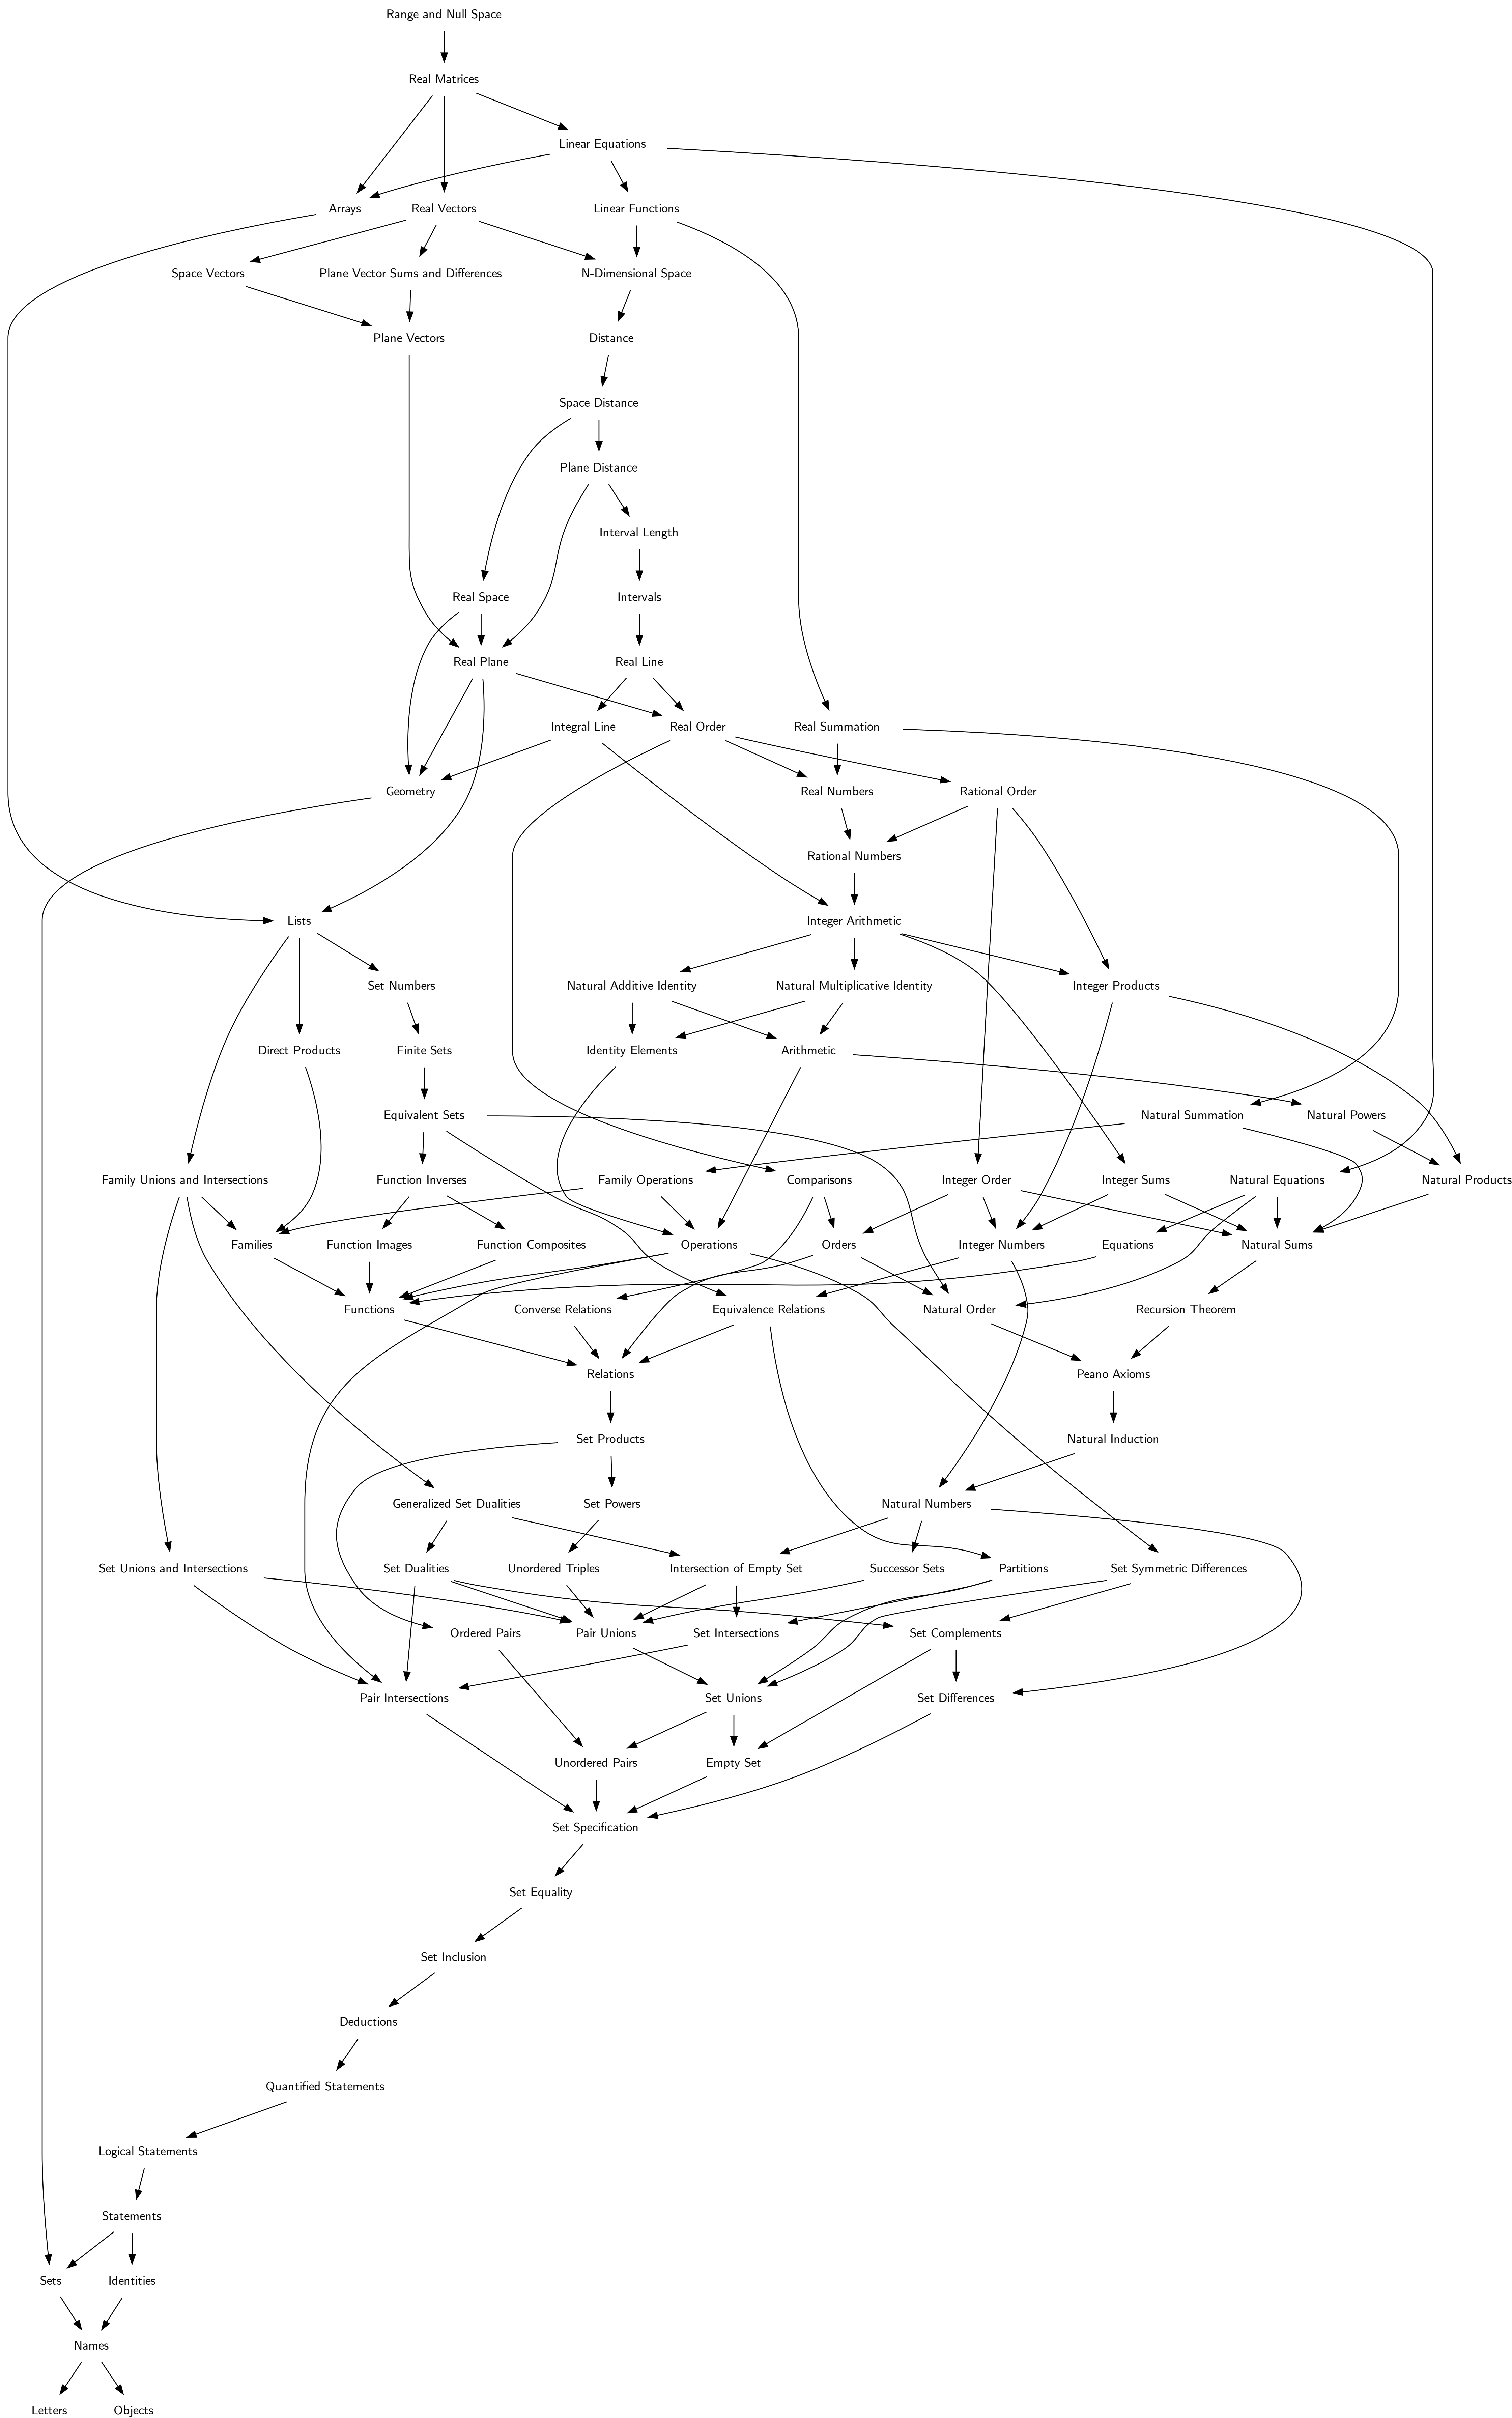 Range and Null Space
Real Matrices
Linear Equations
Arrays
Real Vectors
Linear Functions
Space Vectors
Plane Vector Sums and Differences
N-Dimensional Space
Plane Vectors
Distance
Space Distance
Plane Distance
Interval Length
Real Space
Intervals
Real Plane
Real Line
Integral Line
Real Order
Real Summation
Geometry
Real Numbers
Rational Order
Rational Numbers
Lists
Integer Arithmetic
Set Numbers
Natural Additive Identity
Natural Multiplicative Identity
Integer Products
Direct Products
Finite Sets
Identity Elements
Arithmetic
Equivalent Sets
Natural Summation
Natural Powers
Family Unions and Intersections
Function Inverses
Family Operations
Comparisons
Integer Order
Integer Sums
Natural Equations
Natural Products
Families
Function Images
Function Composites
Operations
Orders
Integer Numbers
Equations
Natural Sums
Functions
Converse Relations
Equivalence Relations
Natural Order
Recursion Theorem
Relations
Peano Axioms
Set Products
Natural Induction
Generalized Set Dualities
Set Powers
Natural Numbers
Set Unions and Intersections
Set Dualities
Unordered Triples
Intersection of Empty Set
Successor Sets
Partitions
Set Symmetric Differences
Ordered Pairs
Pair Unions
Set Intersections
Set Complements
Pair Intersections
Set Unions
Set Differences
Unordered Pairs
Empty Set
Set Specification
Set Equality
Set Inclusion
Deductions
Quantified Statements
Logical Statements
Statements
Sets
Identities
Names
Letters
Objects